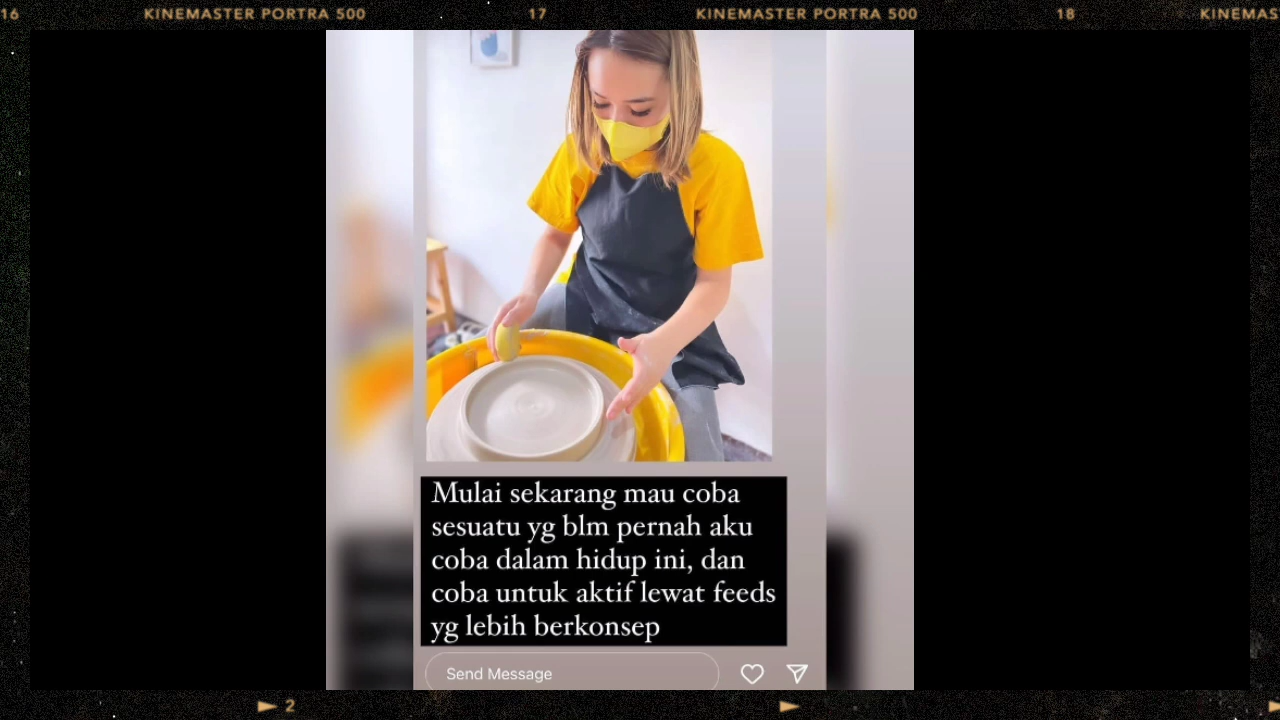 16 KINEMASTER PORTRA 500 17 KINEMASTER PORTRA 500 18 KINEMAS
Mulai sekarang mau coba
sesuatu yg blm pernah aku
coba dalam hidup ini, dan
coba untuk aktif lewat feeds
yg lebih berkonsep
Send Message
2